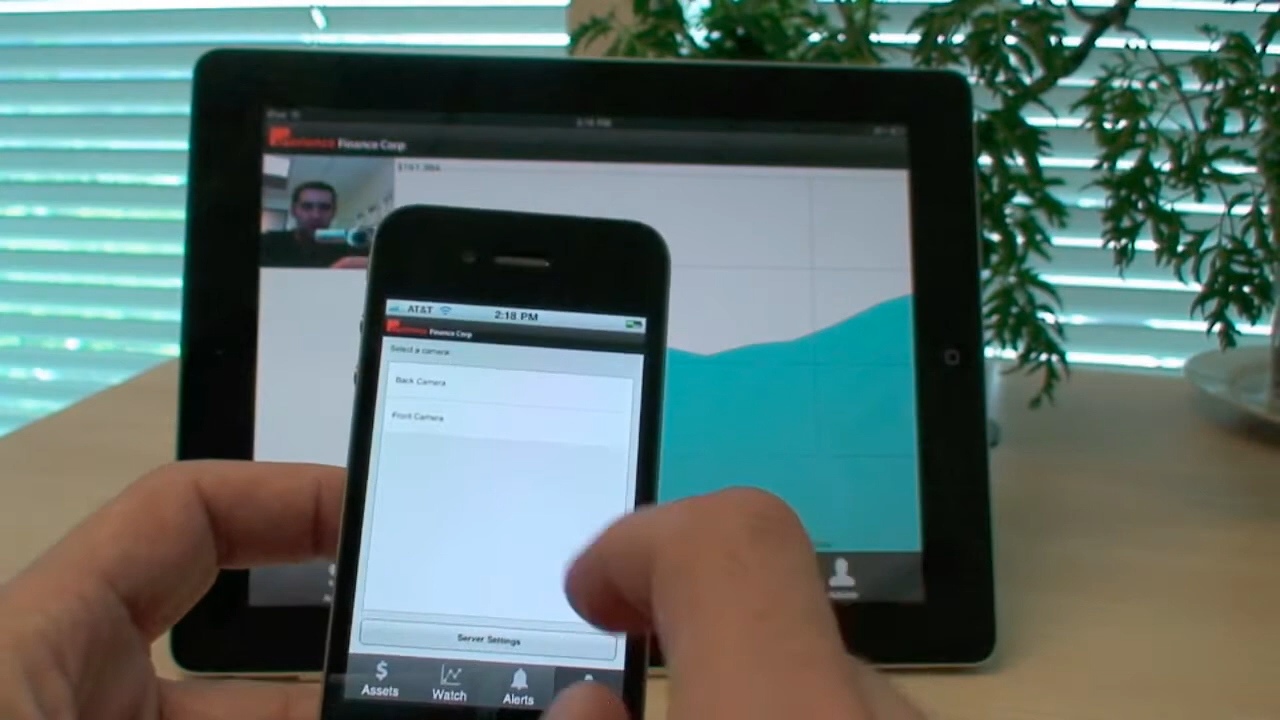 Finance Corp
AT&T
2:18 PM
Finance Corp
Select a camera:
Back Camera
Front Camera
Server Settings
Assets
Watch
Alerts